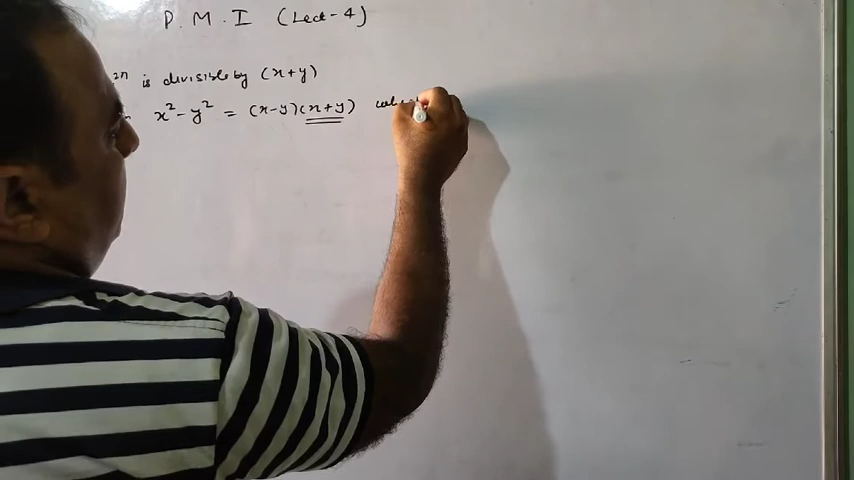 P.M.I (Lect-4)
2n is divisible by (x+y)
x² - y² = (x-y)(x+y)